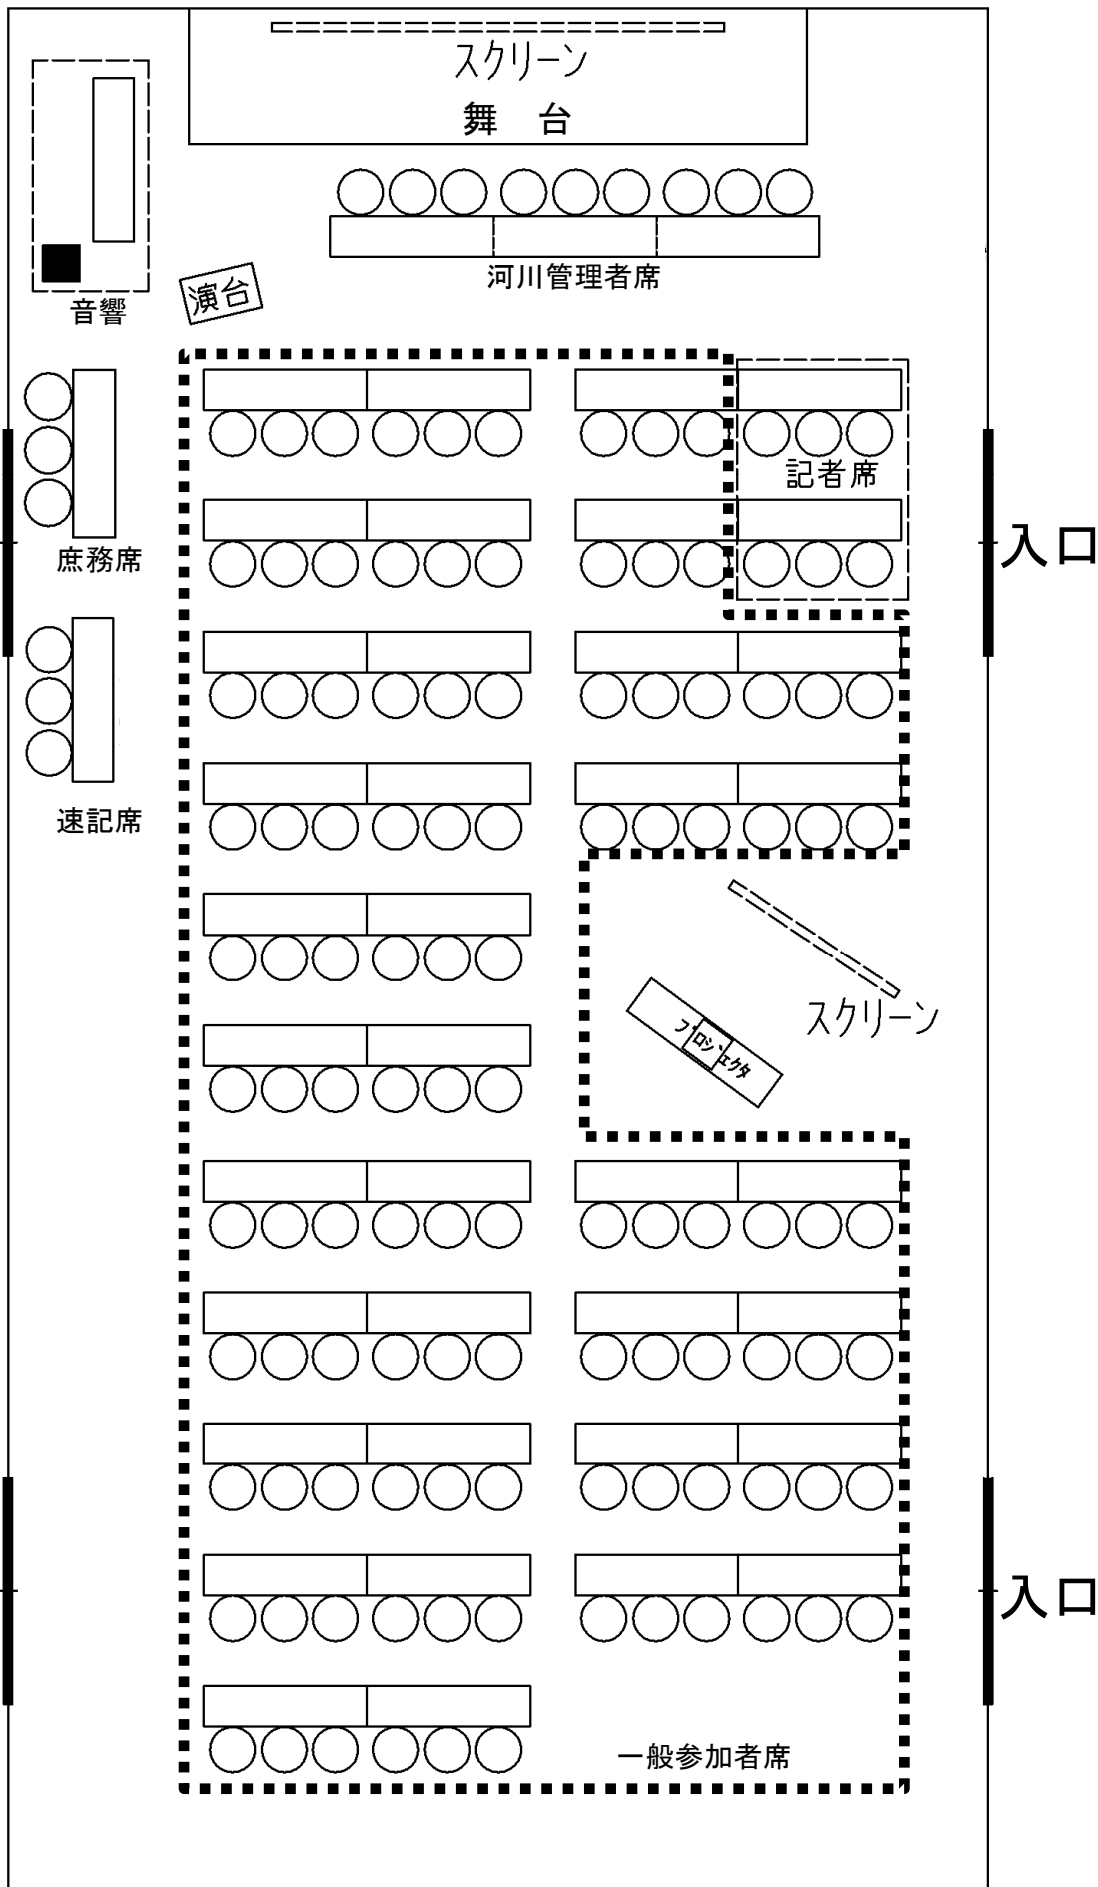 スクリーン
舞　台
河川管理者席
音響
演台
記者席
入口
庶務席
速記席
スクリーン
プロジェクタ
入口
一般参加者席